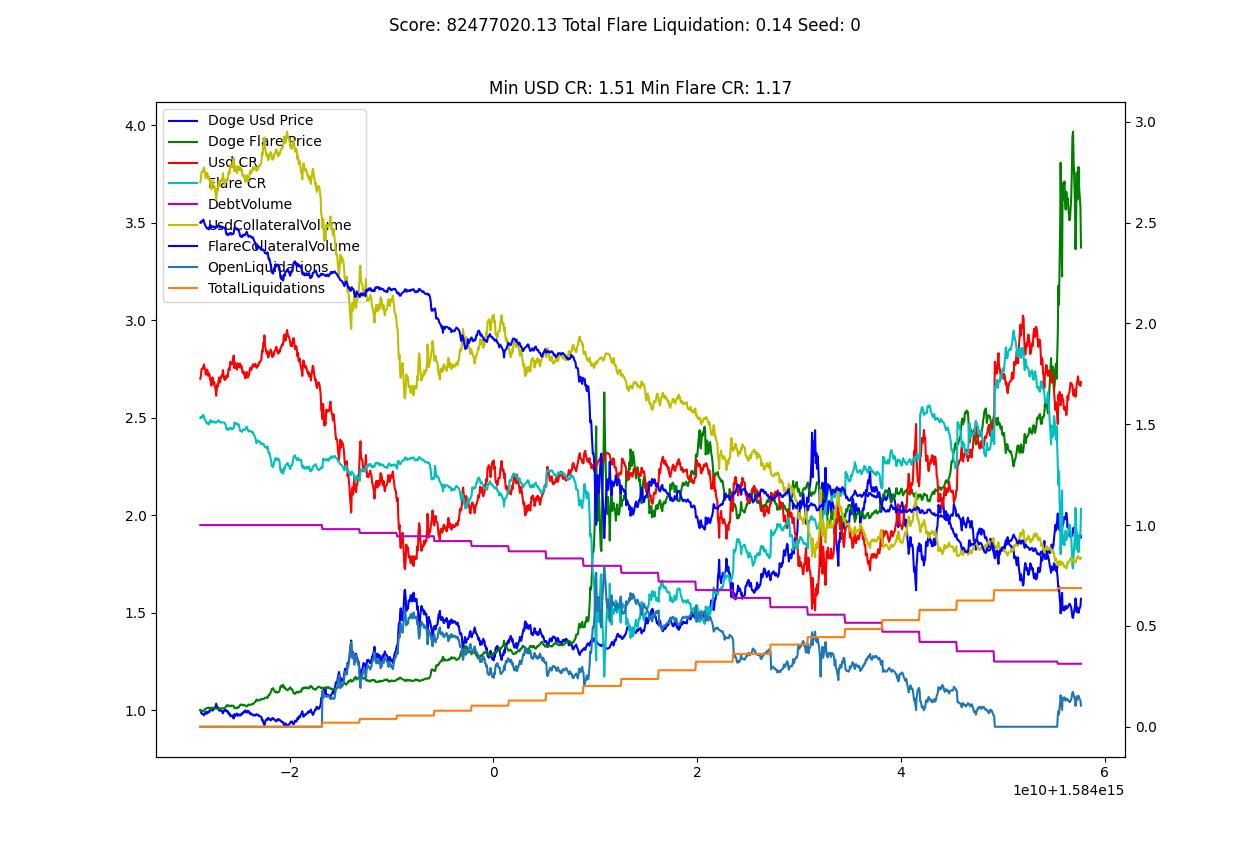 Score: 82477020.13 Total Flare Liquidation: 0.14 Seed: 0
Min USD CR: 1.51 Min Flare CR: 1.17
Doge Usd Price
Doge Flare Price
Usd CR
Flare CR
DebtVolume
UsdCollateralVolume
FlareCollateralVolume
OpenLiquidations
TotalLiquidations
4.0
3.5
3.0
2.5
2.0
1.5
1.0
3.0
2.5
2.0
1.5
1.0
0.5
0.0
−2
0
2
4
6
1e10+1.584e15